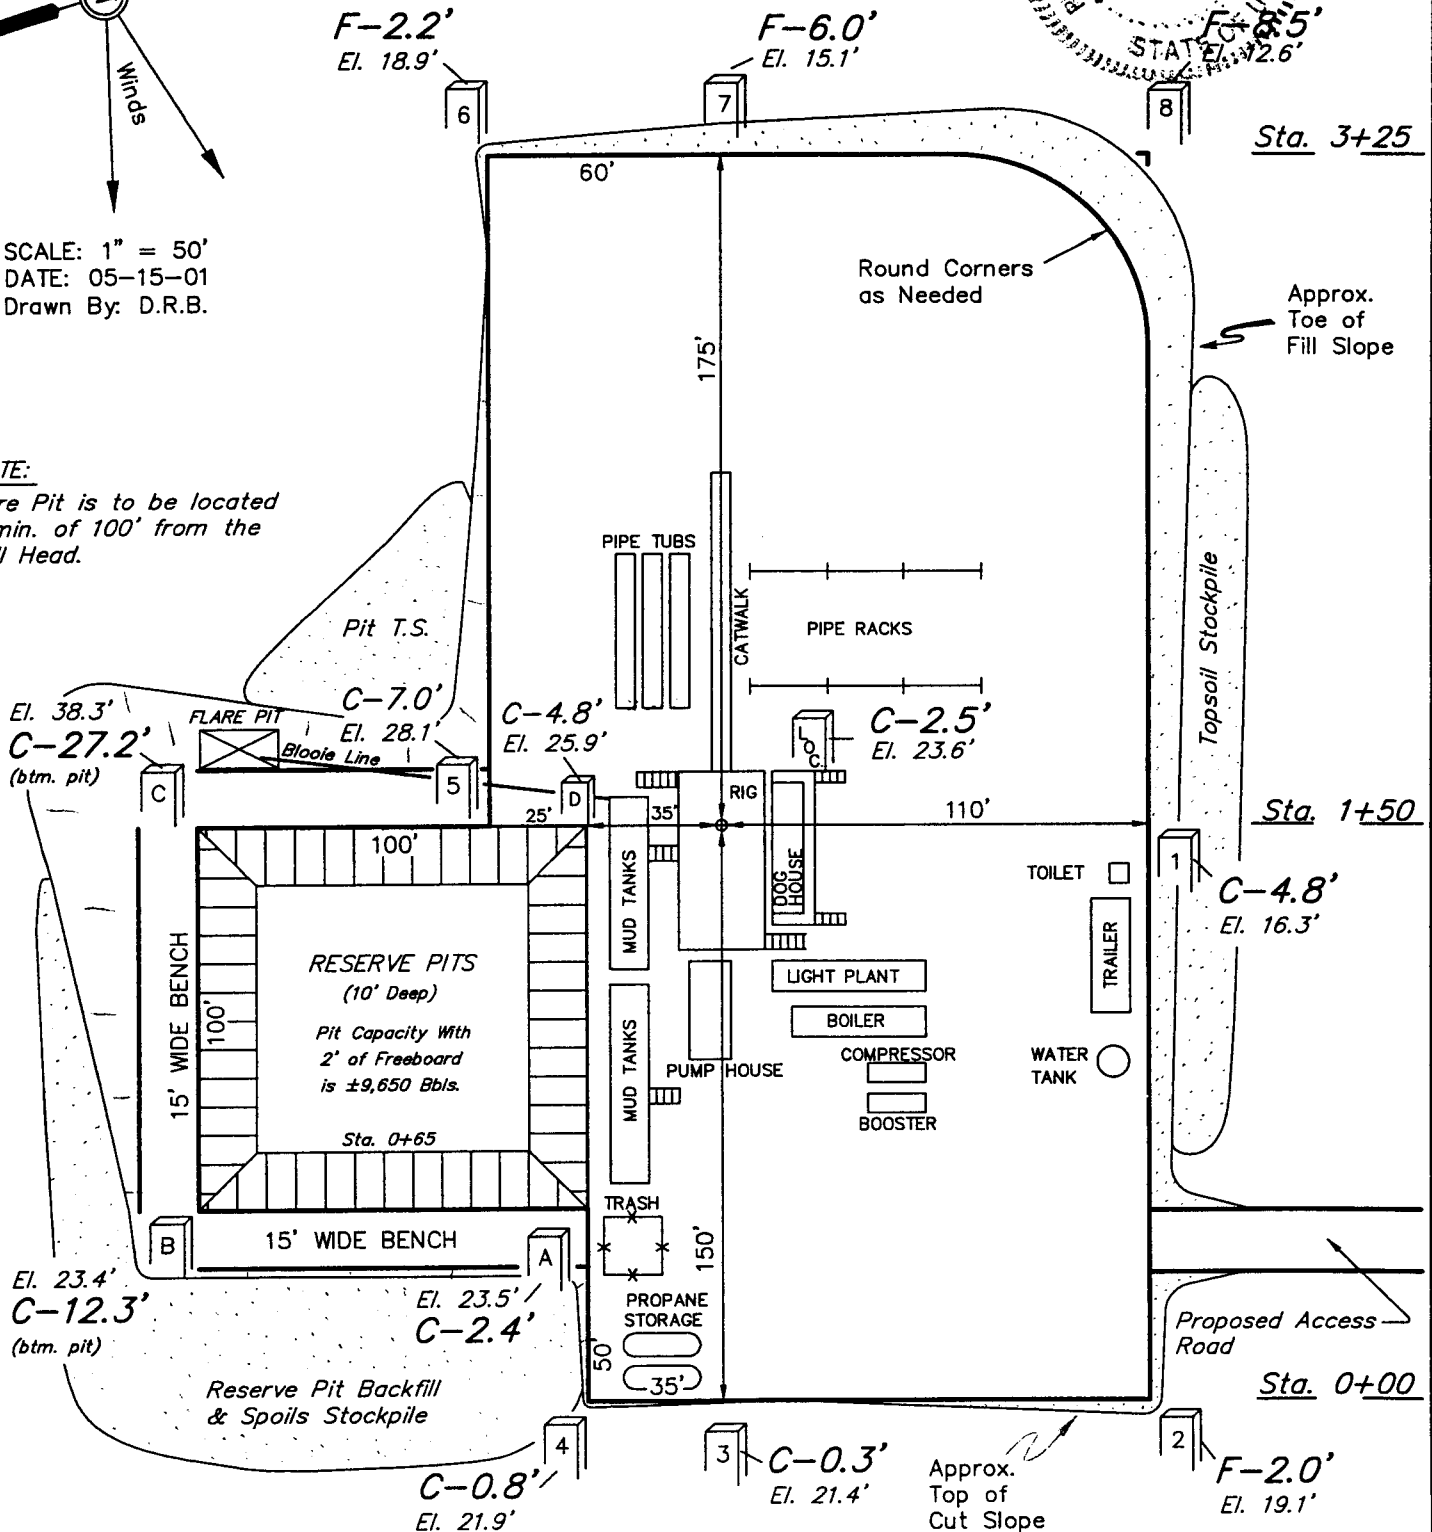 Winds
F-2.2'
El. 18.9'
F-6.0'
El. 15.1'
STATE OF
F-8.5'
El. 12.6'
6
7
8
Sta. 3+25
60'
SCALE: 1" = 50'
DATE: 05-15-01
Drawn By: D.R.B.
Round Corners
as Needed
Approx.
Toe of
Fill Slope
175'
TE:
re Pit is to be located
min. of 100' from the
ll Head.
PIPE TUBS
CATWALK
PIPE RACKS
Topsoil Stockpile
Pit T.S.
El. 38.3'
C-27.2'
(btm. pit)
FLARE PIT
Blooie Line
C-7.0'
El. 28.1'
C-4.8'
El. 25.9'
LOC.
C-2.5'
El. 23.6'
C
5
D
RIG
25'
35'
110'
Sta. 1+50
100'
MUD TANKS
DOG
HOUSE
TOILET
1
C-4.8'
El. 16.3'
TRAILER
15' WIDE BENCH
100'
RESERVE PITS
(10' Deep)
Pit Capacity With
2' of Freeboard
is ±9,650 Bbls.
Sta. 0+65
LIGHT PLANT
BOILER
MUD TANKS
PUMP HOUSE
COMPRESSOR
BOOSTER
WATER
TANK
TRASH
B
15' WIDE BENCH
A
150'
El. 23.4'
C-12.3'
(btm. pit)
El. 23.5'
C-2.4'
PROPANE
STORAGE
50'
35'
Proposed Access
Road
Reserve Pit Backfill
& Spoils Stockpile
Sta. 0+00
4
3
2
C-0.8'
El. 21.9'
C-0.3'
El. 21.4'
Approx.
Top of
Cut Slope
F-2.0'
El. 19.1'